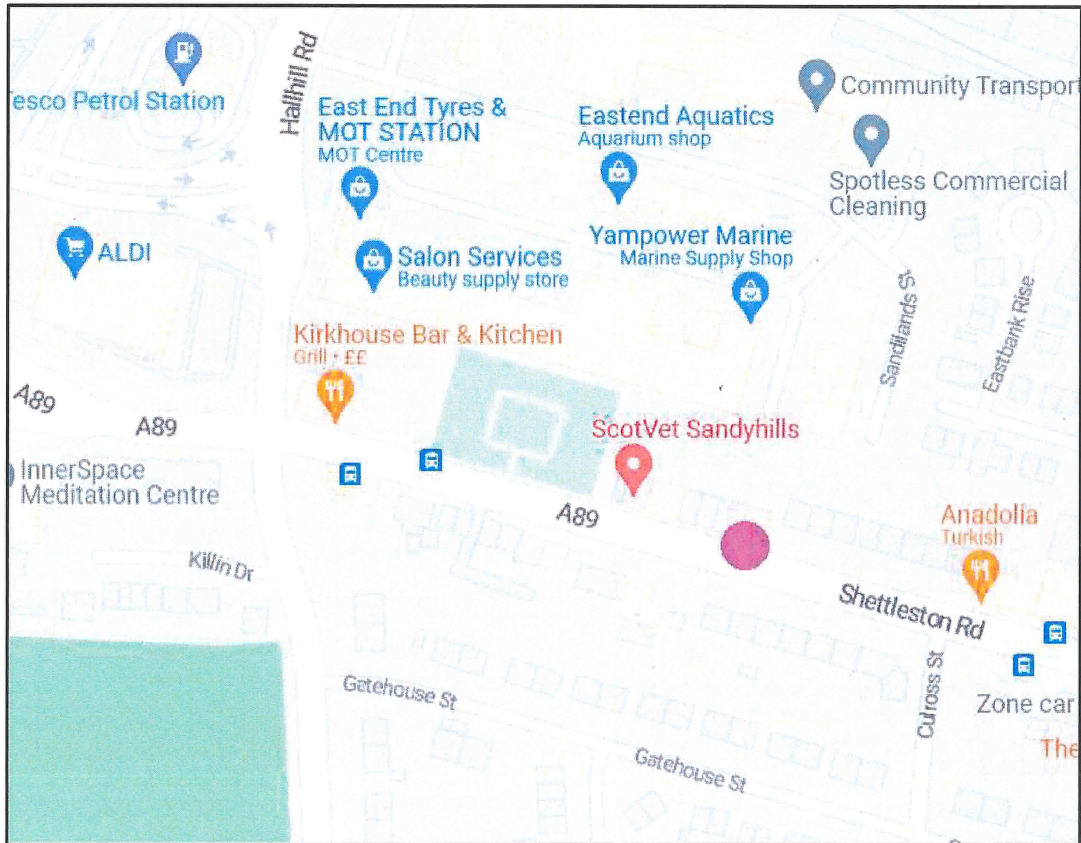 esco Petrol Station
Hallhill Rd
East End Tyres &
MOT STATION
MOT Centre
Eastend Aquatics
Aquarium shop
Community Transport
Spotless Commercial
Cleaning
ALDI
Salon Services
Beauty supply store
Yampower Marine
Marine Supply Shop
Sandilands St
Eastbank Rise
Kirkhouse Bar & Kitchen
Grill • ££
A89
A89
ScotVet Sandyhills
InnerSpace
Meditation Centre
A89
Anadolia
Turkish
Killin Dr
Shettleston Rd
Culross St
Gatehouse St
Zone car
The
Gatehouse St